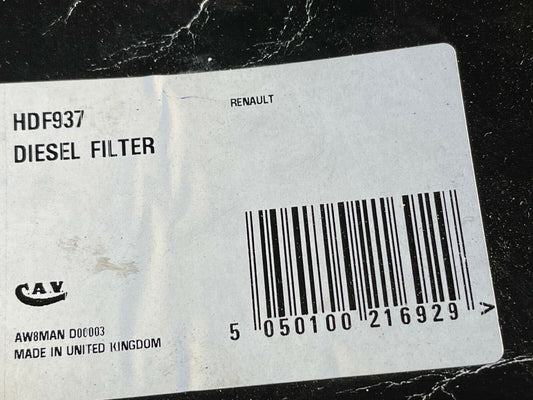 HDF937
RENAULT
DIESEL FILTER
C.A.V.
AW8MAN D00003
MADE IN UNITED KINGDOM
5 050100 216929 >